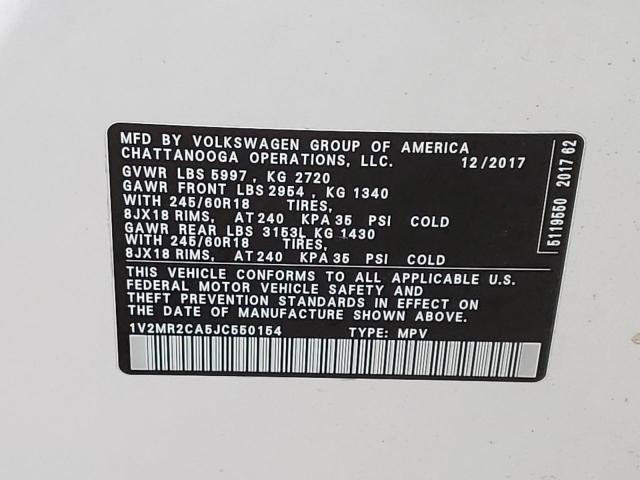 MFD BY VOLKSWAGEN GROUP OF AMERICA
CHATTANOOGA OPERATIONS, LLC. 12/2017
GVWR LBS 5997, KG 2720
GAWR FRONT LBS 2954, KG 1340
WITH 245/60R18 TIRES,
8JX18 RIMS, AT 240 KPA 35 PSI COLD
GAWR REAR LBS 3153L KG 1430
WITH 245/60R18 TIRES,
8JX18 RIMS, AT 240 KPA 35 PSI COLD
THIS VEHICLE CONFORMS TO ALL APPLICABLE U.S.
FEDERAL MOTOR VEHICLE SAFETY AND
THEFT PREVENTION STANDARDS IN EFFECT ON
THE DATE OF MANUFACTURE SHOWN ABOVE.
1V2MR2CA5JC550154 TYPE: MPV
5119550 2017 62